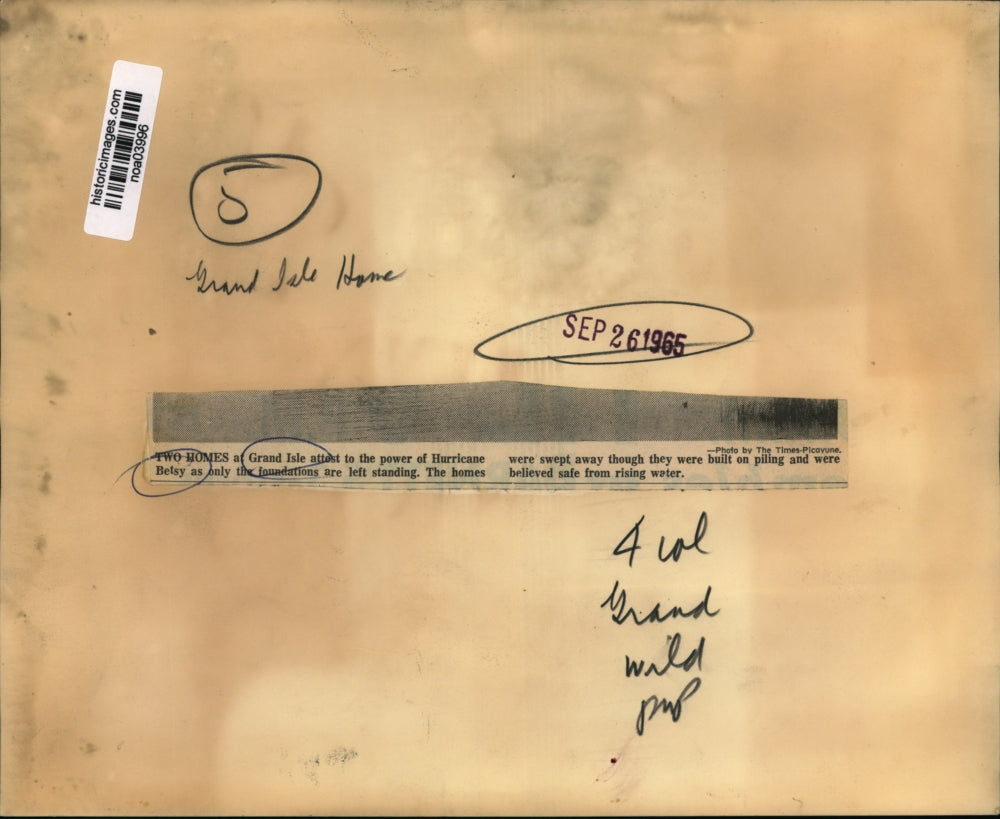 historicimages.com
noa03996
5
Grand Isle Home
SEP 26 1965
—Photo by The Times-Picayune.
TWO HOMES at Grand Isle attest to the power of Hurricane
Betsy as only the foundations are left standing. The homes
were swept away though they were built on piling and were
believed safe from rising water.
4 col
Grand
wild